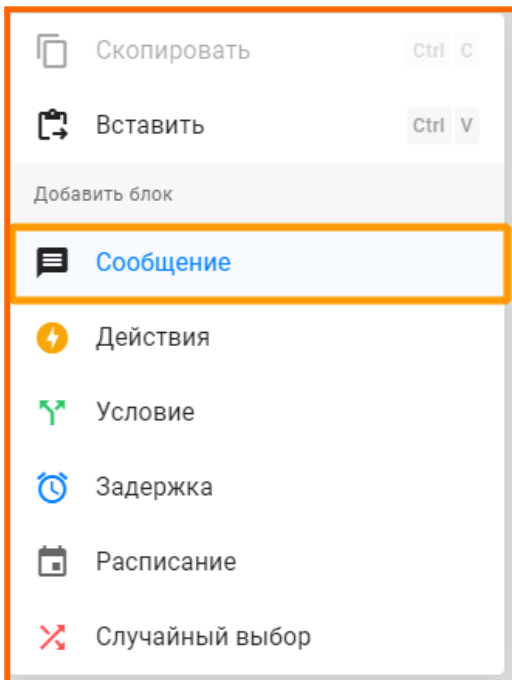 Скопировать Ctrl C
Вставить Ctrl V
Добавить блок
Сообщение
Действия
Условие
Задержка
Расписание
Случайный выбор